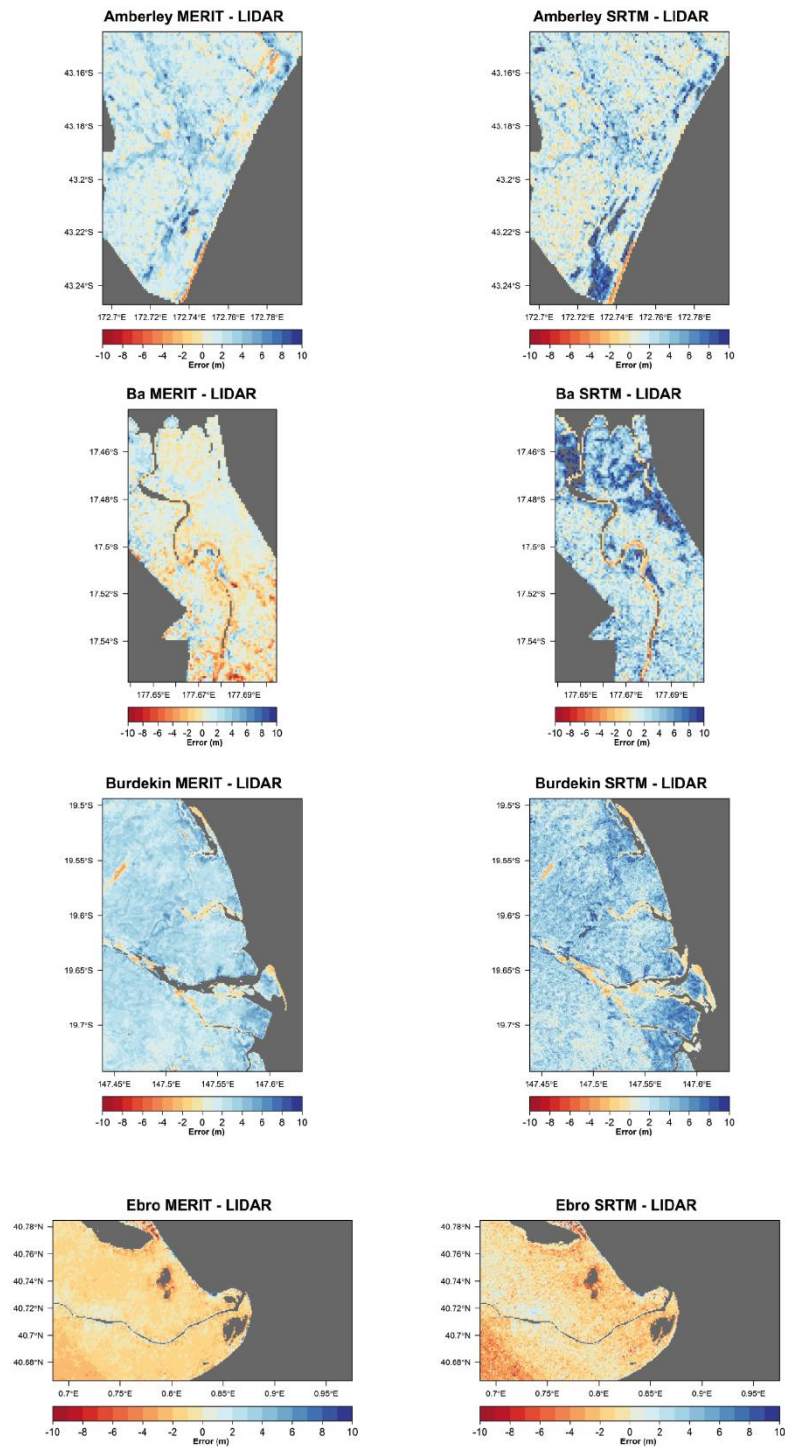 Amberley MERIT - LIDAR
43.16°S
43.18°S
43.2°S
43.22°S
43.24°S
172.7°E 172.72°E 172.74°E 172.76°E 172.78°E
-10 -8 -6 -4 -2 0 2 4 6 8 10
Error (m)
Amberley SRTM - LIDAR
43.16°S
43.18°S
43.2°S
43.22°S
43.24°S
172.7°E 172.72°E 172.74°E 172.76°E 172.78°E
-10 -8 -6 -4 -2 0 2 4 6 8 10
Error (m)
Ba MERIT - LIDAR
17.46°S
17.48°S
17.5°S
17.52°S
17.54°S
177.65°E 177.67°E 177.69°E
-10 -8 -6 -4 -2 0 2 4 6 8 10
Error (m)
Ba SRTM - LIDAR
17.46°S
17.48°S
17.5°S
17.52°S
17.54°S
177.65°E 177.67°E 177.69°E
-10 -8 -6 -4 -2 0 2 4 6 8 10
Error (m)
Burdekin MERIT - LIDAR
19.5°S
19.55°S
19.6°S
19.65°S
19.7°S
147.45°E 147.5°E 147.55°E 147.6°E
-10 -8 -6 -4 -2 0 2 4 6 8 10
Error (m)
Burdekin SRTM - LIDAR
19.5°S
19.55°S
19.6°S
19.65°S
19.7°S
147.45°E 147.5°E 147.55°E 147.6°E
-10 -8 -6 -4 -2 0 2 4 6 8 10
Error (m)
Ebro MERIT - LIDAR
40.78°N
40.76°N
40.74°N
40.72°N
40.7°N
40.68°N
0.7°E 0.75°E 0.8°E 0.85°E 0.9°E 0.95°E
-10 -8 -6 -4 -2 0 2 4 6 8 10
Error (m)
Ebro SRTM - LIDAR
40.78°N
40.76°N
40.74°N
40.72°N
40.7°N
40.68°N
0.7°E 0.75°E 0.8°E 0.85°E 0.9°E 0.95°E
-10 -8 -6 -4 -2 0 2 4 6 8 10
Error (m)